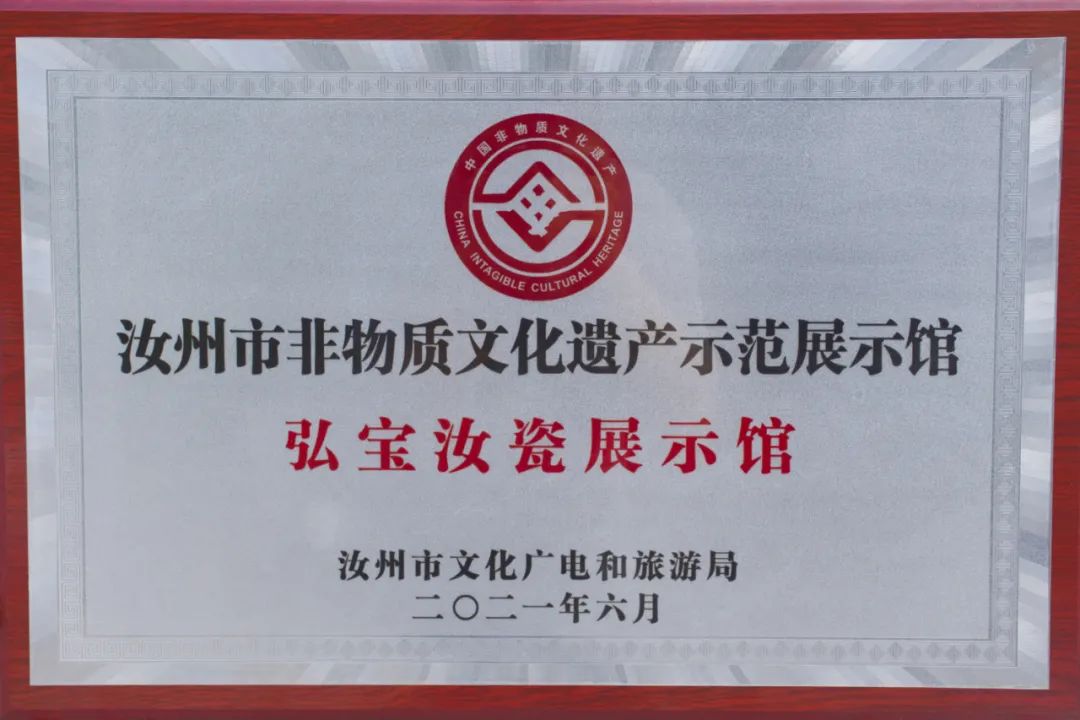 中国非物质文化遗产
CHINA INTAGIBLE CULTURAL HERITAGE
汝州市非物质文化遗产示范展示馆
弘宝汝瓷展示馆
汝州市文化广电和旅游局
二〇二一年六月